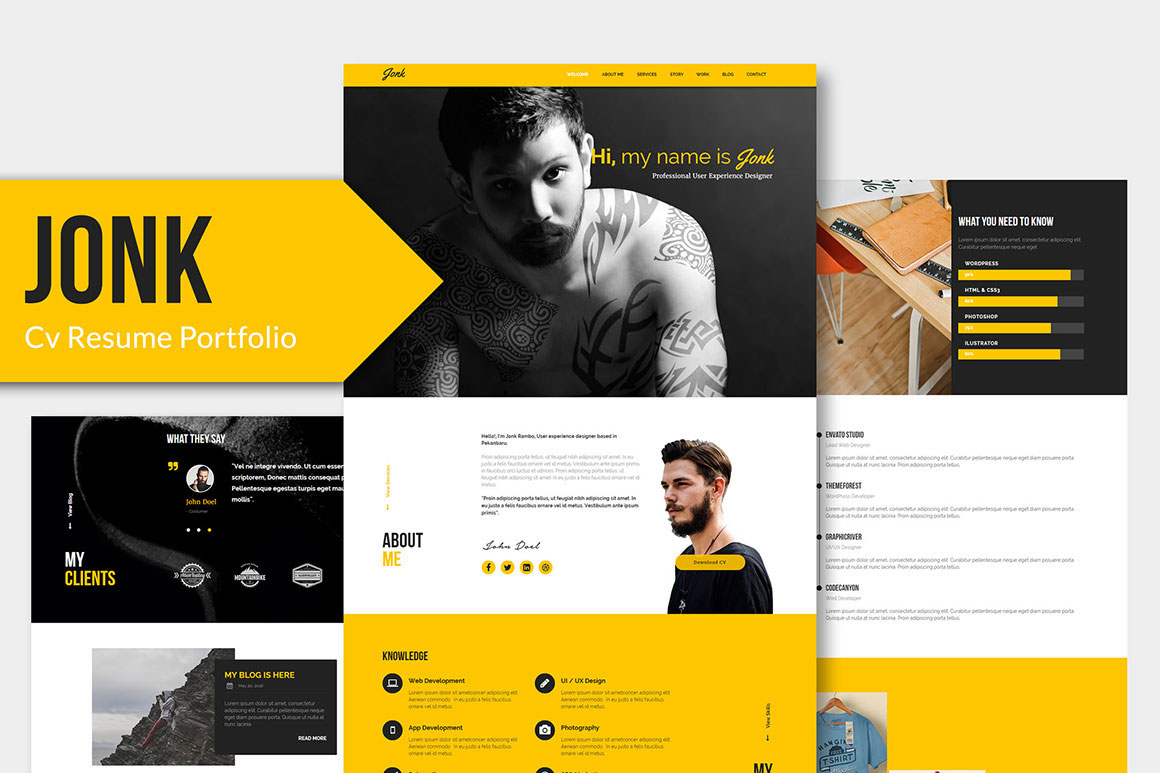 JONK
Cv Resume Portfolio
Jonk
WELCOME
ABOUT ME
SERVICES
STORY
WORK
BLOG
CONTACT
Hi, my name is Jonk
Professional User Experience Designer
Hello!, I'm Jonk Rambo, User experience designer based in
Pekanbaru.
Proin adipiscing porta tellus, ut feugiat nibh adipiscing sit amet. In eu
justo a felis faucibus ornare vel id metus. Vestibulum ante ipsum primis
in faucibus orci luctus et ultrices. Proin adipiscing porta tellus, ut
feugiat nibh adipiscing sit amet. In eu justo a felis faucibus ornare vel id
metus.
"Proin adipiscing porta tellus, ut feugiat nibh adipiscing sit amet. In
eu justo a felis faucibus ornare vel id metus. Vestibulum ante ipsum
primis".
View Services
ABOUT
ME
John Doel
Download CV
KNOWLEDGE
Web Development
Lorem ipsum dolor sit ametconcer adipiscing elit.
Aenean commodo. In eu justo a felis faucibus
ornare vel id metus.
UI / UX Design
Lorem ipsum dolor sit ametconcer adipiscing elit.
Aenean commodo. In eu justo a felis faucibus
ornare vel id metus.
App Development
Lorem ipsum dolor sit ametconcer adipiscing elit.
Aenean commodo. In eu justo a felis faucibus
ornare vel id metus.
Photography
Lorem ipsum dolor sit ametconcer adipiscing elit.
Aenean commodo. In eu justo a felis faucibus
ornare vel id metus.
View Skills
MY
WHAT THEY SAY
"Vel ne integre vivendo. Ut cum essen
scriptorem, Donec mattis consequat p
Pellentesque egestas turpis eget mau
mollis".
John Doel
- Costumer
View Blog
MY
CLIENTS
MOUNTAINBIKE
MY BLOG IS HERE
May 20, 2016
Lorem ipsum dolor sit amet, consectetur
adipiscing elit. Curabitur pellentesque neque
eget diam posuere porta. Quisque ut nulla at nunc
lacinia.
READ MORE
WHAT YOU NEED TO KNOW
Lorem ipsum dolor sit amet, consectetur adipiscing elit.
Curabitur pellentesque neque eget.
WORDPRESS
90%
HTML & CSS3
PHOTOSHOP
ILUSTRATOR
ENVATO STUDIO
Lead Web Designer
Lorem ipsum dolor sit amet, consectetur adipiscing elit. Curabitur pellentesque neque eget diam posuere porta.
Quisque ut nulla at nunc lacinia. Proin adipiscing porta tellus.
THEMEFOREST
WordPress Developer
Lorem ipsum dolor sit amet, consectetur adipiscing elit. Curabitur pellentesque neque eget diam posuere porta.
Quisque ut nulla at nunc lacinia. Proin adipiscing porta tellus.
GRAPHICRIVER
UI/UX Designer
Lorem ipsum dolor sit amet, consectetur adipiscing elit. Curabitur pellentesque neque eget diam posuere porta.
Quisque ut nulla at nunc lacinia. Proin adipiscing porta tellus.
CODECANYON
Well Developer
Lorem ipsum dolor sit amet, consectetur adipiscing elit. Curabitur pellentesque neque eget diam posuere porta.
Quisque ut nulla at nunc lacinia. Proin adipiscing porta tellus.
HANGING
FREE
T-SHIRT